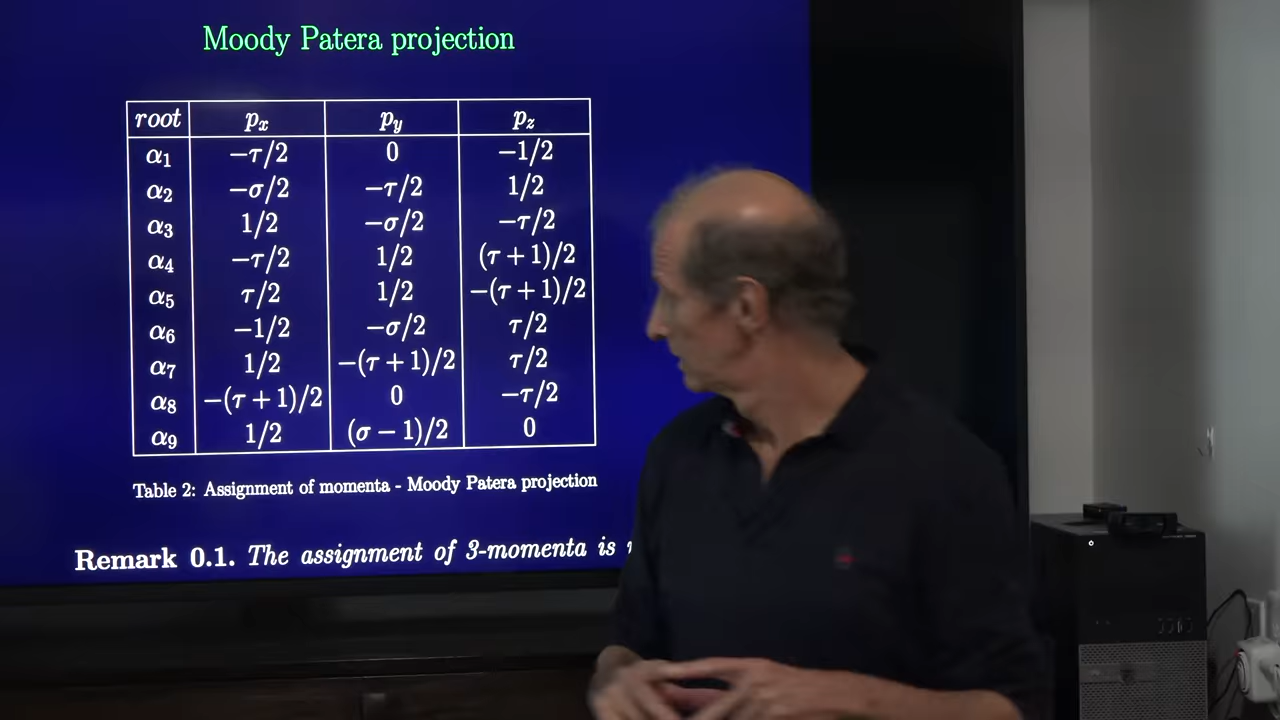 Moody Patera projection
root pₓ p_y p_z
α₁ −τ/2 0 −1/2
α₂ −σ/2 −τ/2 1/2
α₃ 1/2 −σ/2 −τ/2
α₄ −τ/2 1/2 (τ + 1)/2
α₅ τ/2 1/2 −(τ + 1)/2
α₆ −1/2 −σ/2 τ/2
α₇ 1/2 −(τ + 1)/2 τ/2
α₈ −(τ + 1)/2 0 −τ/2
α₉ 1/2 (σ − 1)/2 0
Table 2: Assignment of momenta - Moody Patera projection
Remark 0.1. The assignment of 3-momenta is